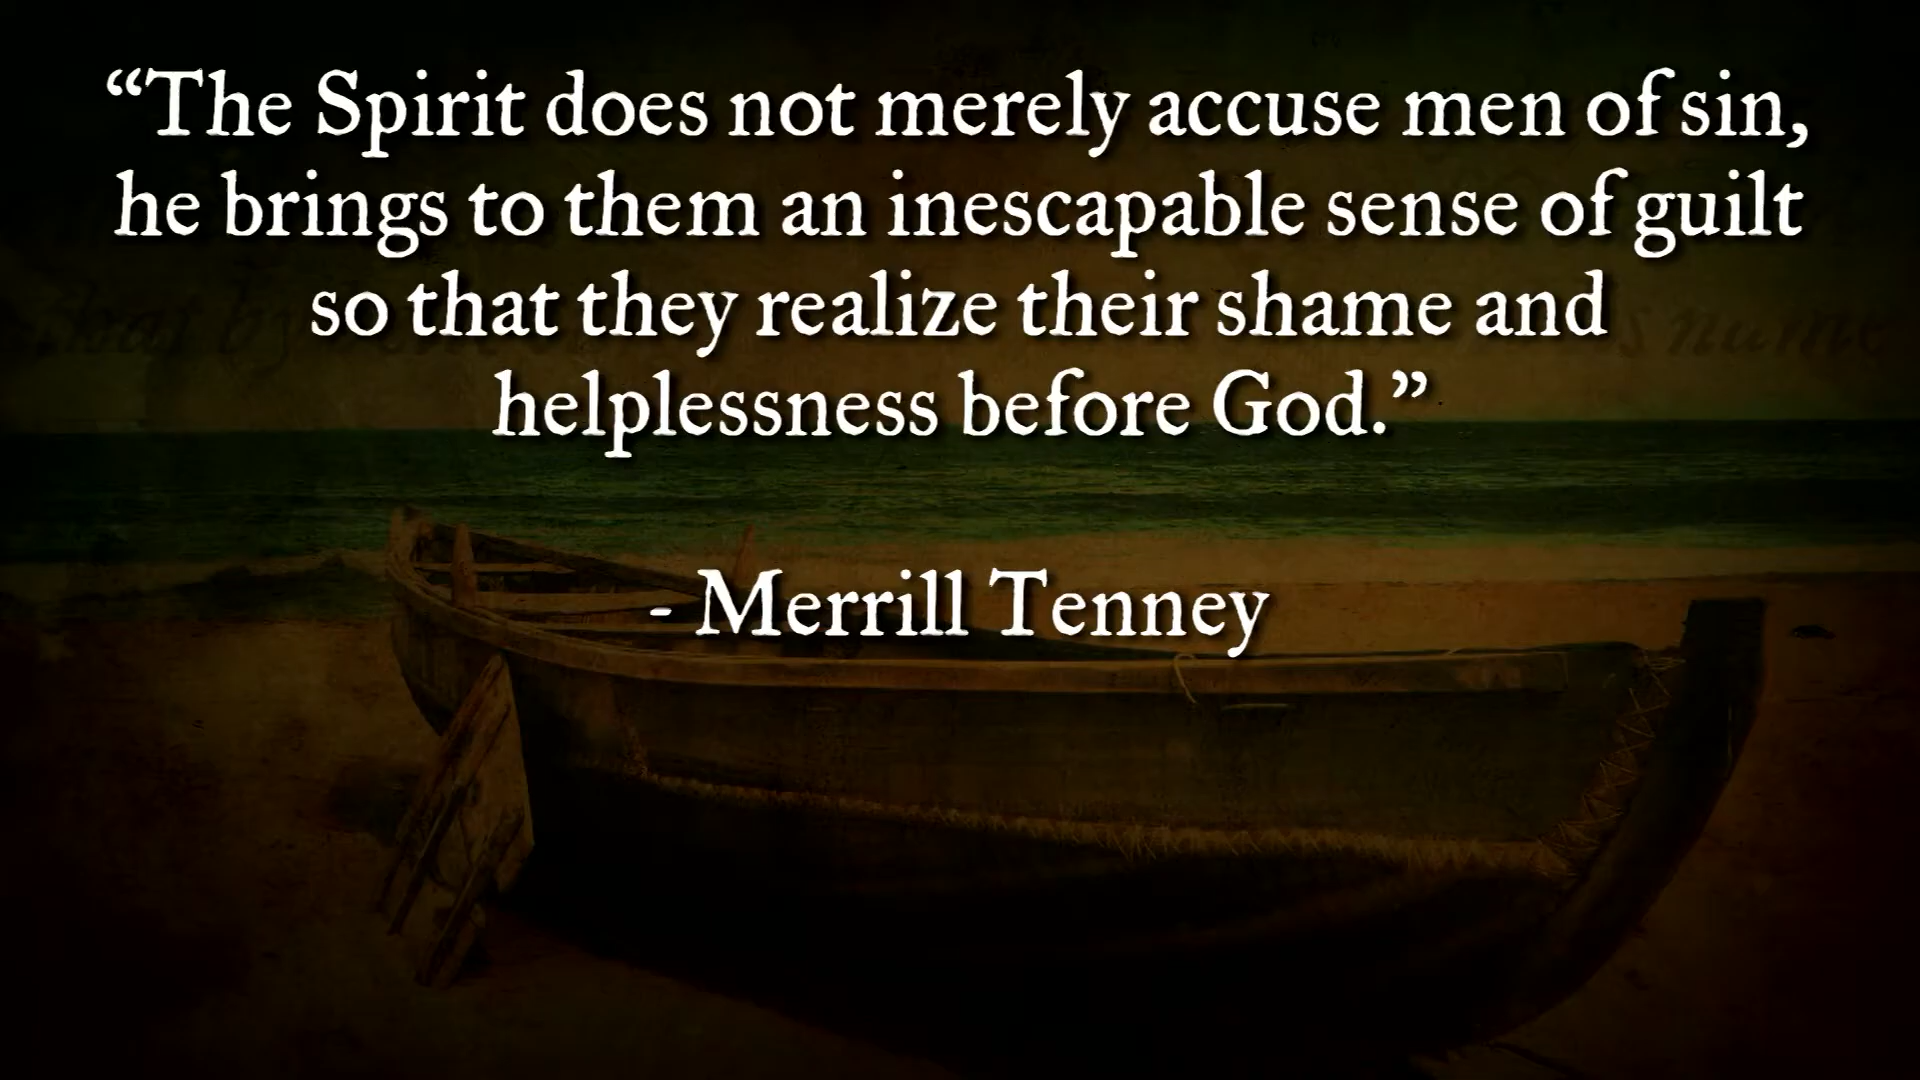 “The Spirit does not merely accuse men of sin,
he brings to them an inescapable sense of guilt
so that they realize their shame and
helplessness before God.”
- Merrill Tenney